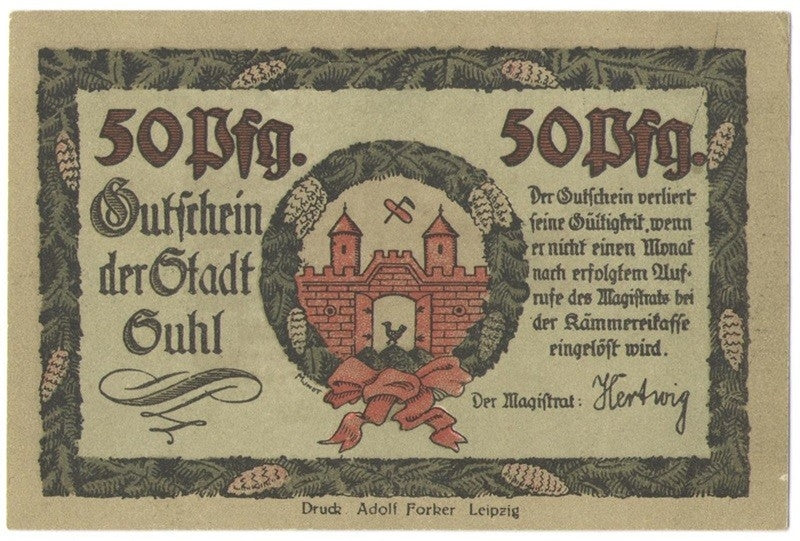 50 Pfg.
Gutschein
der Stadt
Suhl
50 Pfg.
Der Gutschein verliert
seine Gültigkeit, wenn
er nicht einen Monat
nach erfolgtem Auf-
rufe des Magistrats bei
der Kämmereikasse
eingelöst wird.
Der Magistrat: Hertwig
Druck Adolf Forker Leipzig